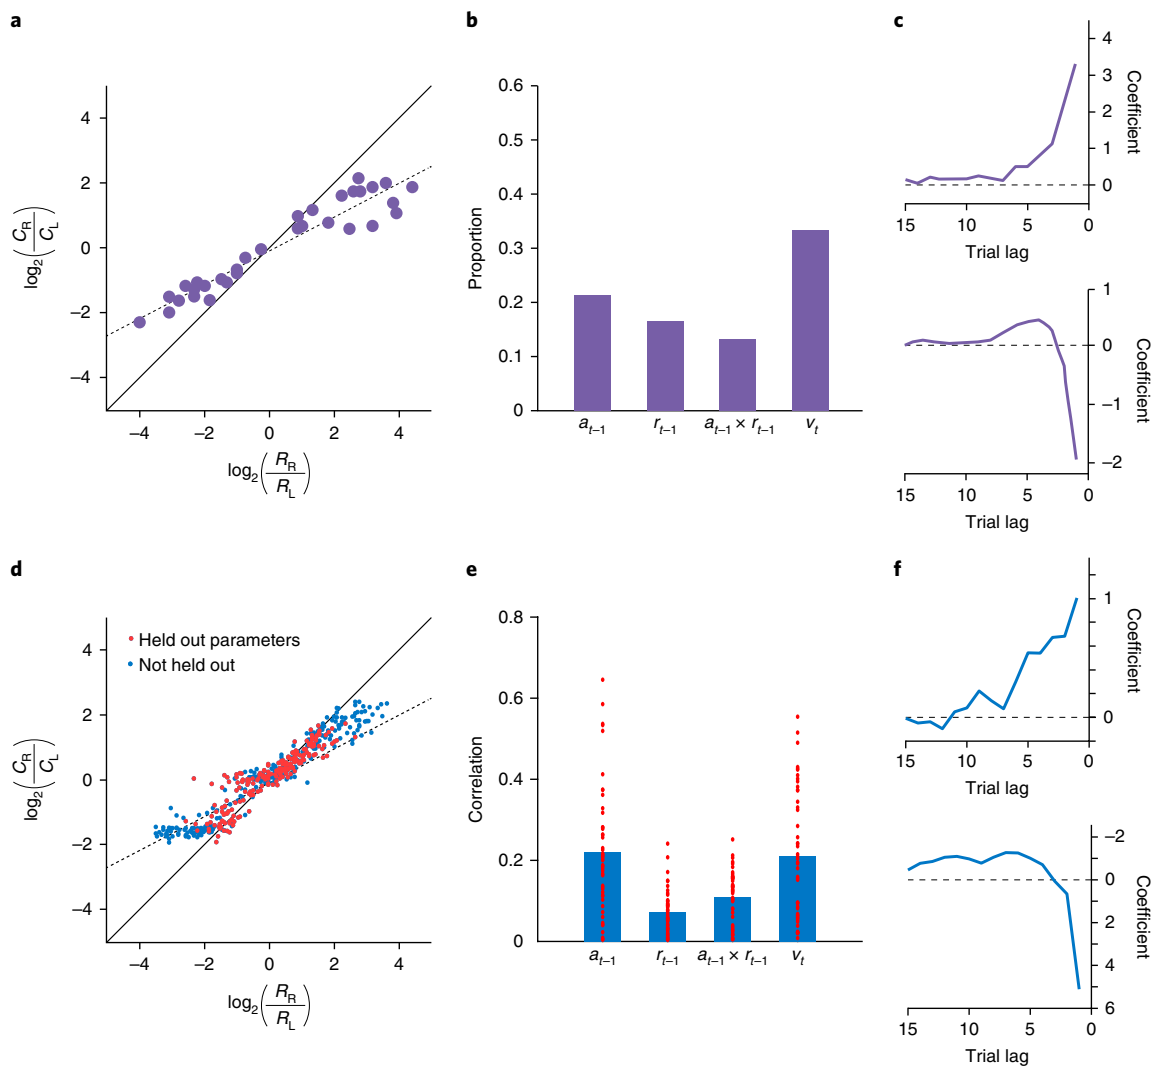 a
4
2
0
–2
–4
–4 –2 0 2 4
log2(CR/CL)
log2(RR/RL)
b
0.6
0.5
0.4
0.3
0.2
0.1
0
Proportion
at–1 rt–1 at–1 × rt–1 vt
c
4
3
2
1
0
Coefficient
15 10 5 0
Trial lag
1
0
–1
–2
Coefficient
15 10 5 0
Trial lag
d
Held out parameters
Not held out
4
2
0
–2
–4
–4 –2 0 2 4
log2(CR/CL)
log2(RR/RL)
e
0.8
0.6
0.4
0.2
0
Correlation
at–1 rt–1 at–1 × rt–1 vt
f
1
0
Coefficient
15 10 5 0
Trial lag
–2
0
2
4
6
Coefficient
15 10 5 0
Trial lag